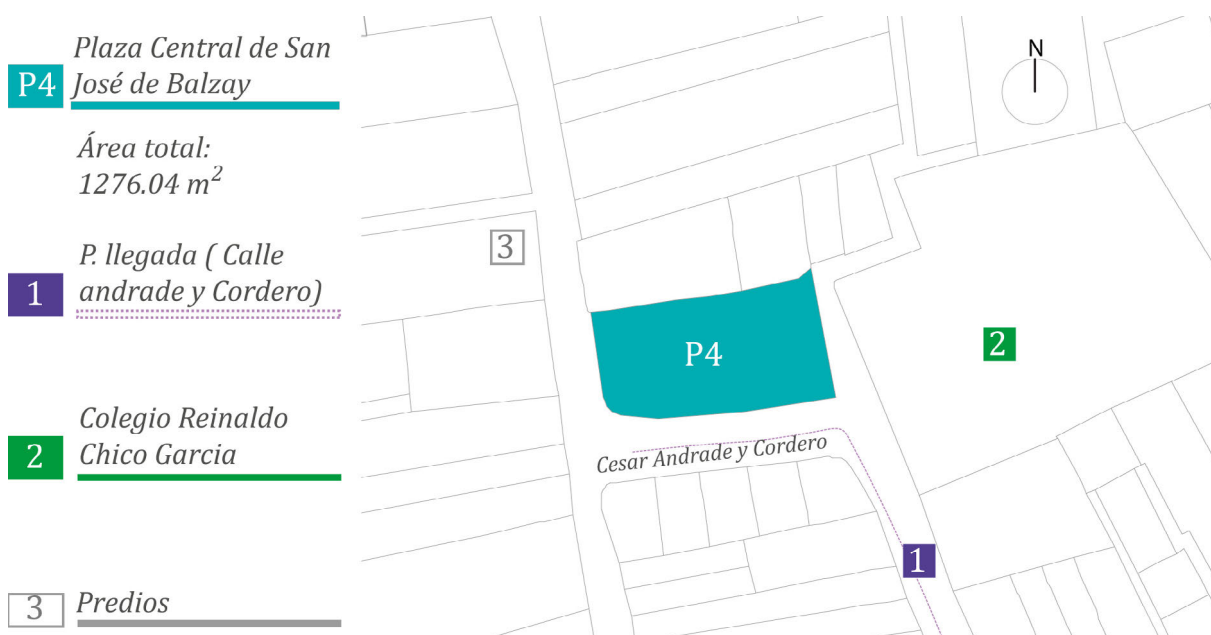 P4
Plaza Central de San
José de Balzay
Área total:
1276.04 m²
1
P. llegada ( Calle
andrade y Cordero)
2
Colegio Reinaldo
Chico Garcia
3
Predios
N
3
P4
2
Cesar Andrade y Cordero
1